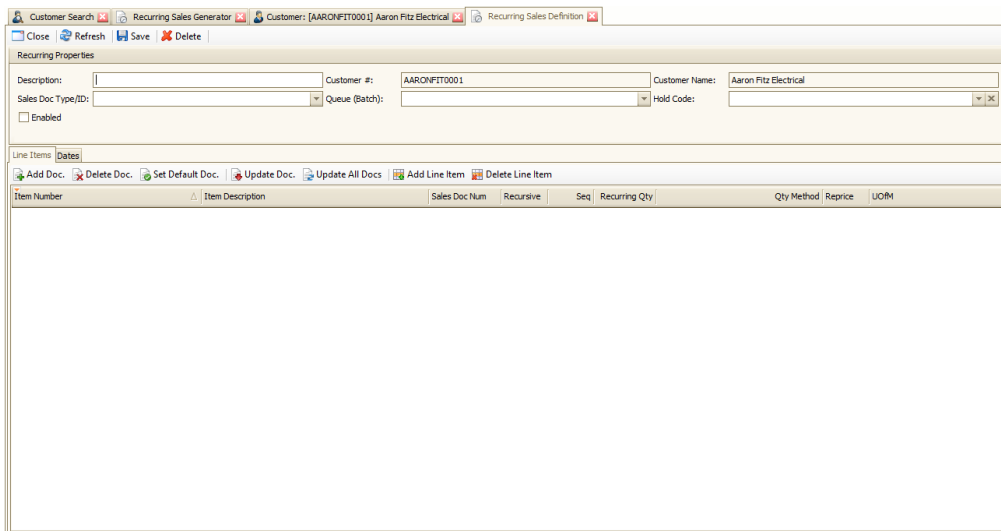 Customer Search Recurring Sales Generator Customer: [AARONFIT0001] Aaron Fitz Electrical Recurring Sales Definition
Close Refresh Save Delete
Recurring Properties
Description: Customer #: AARONFIT0001 Customer Name: Aaron Fitz Electrical
Sales Doc Type/ID: Queue (Batch): Hold Code:
Enabled
Line Items Dates
Add Doc. Delete Doc. Set Default Doc. Update Doc. Update All Docs Add Line Item Delete Line Item
Item Number Item Description Sales Doc Num Recursive Seq Recurring Qty Qty Method Reprice UOfM